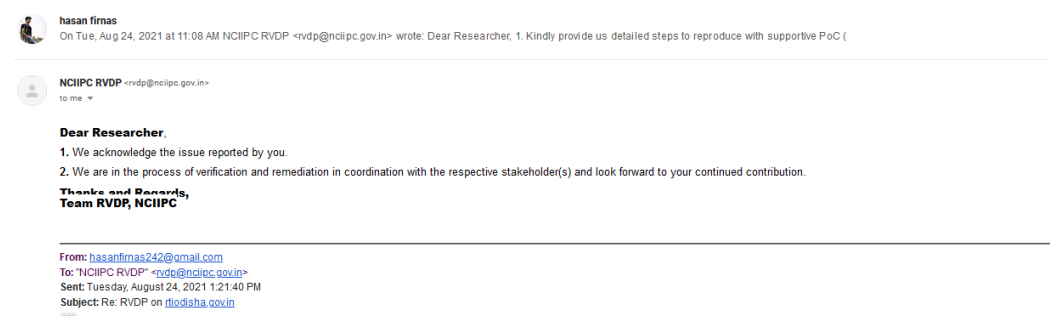 hasan firnas
On Tue, Aug 24, 2021 at 11:08 AM NCIIPC RVDP <rvdp@nciipc.gov.in> wrote: Dear Researcher, 1. Kindly provide us detailed steps to reproduce with supportive PoC (
NCIIPC RVDP <rvdp@nciipc.gov.in>
to me
Dear Researcher,
1. We acknowledge the issue reported by you.
2. We are in the process of verification and remediation in coordination with the respective stakeholder(s) and look forward to your continued contribution.
Thanks and Regards,
Team RVDP, NCIIPC
From: hasanfirnas242@gmail.com
To: "NCIIPC RVDP" <rvdp@nciipc.gov.in>
Sent: Tuesday, August 24, 2021 1:21:40 PM
Subject: Re: RVDP on rtiodisha.gov.in